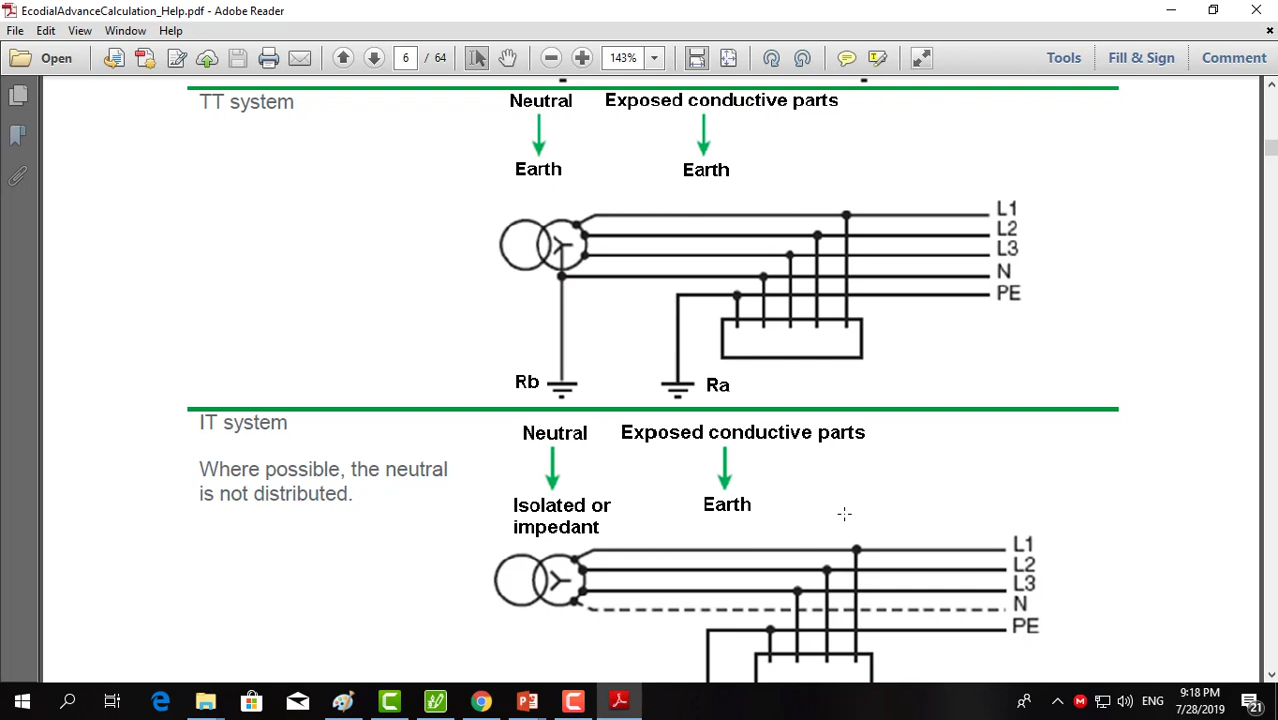 EcodialAdvanceCalculation_Help.pdf - Adobe Reader
File Edit View Window Help
Open 6 / 64 143% Tools Fill & Sign Comment
TT system
Neutral Exposed conductive parts
Earth Earth
L1
L2
L3
N
PE
Rb Ra
IT system
Neutral Exposed conductive parts
Where possible, the neutral
is not distributed.
Isolated or
impedant
Earth
L1
L2
L3
N
PE
ENG
9:18 PM
7/28/2019
21